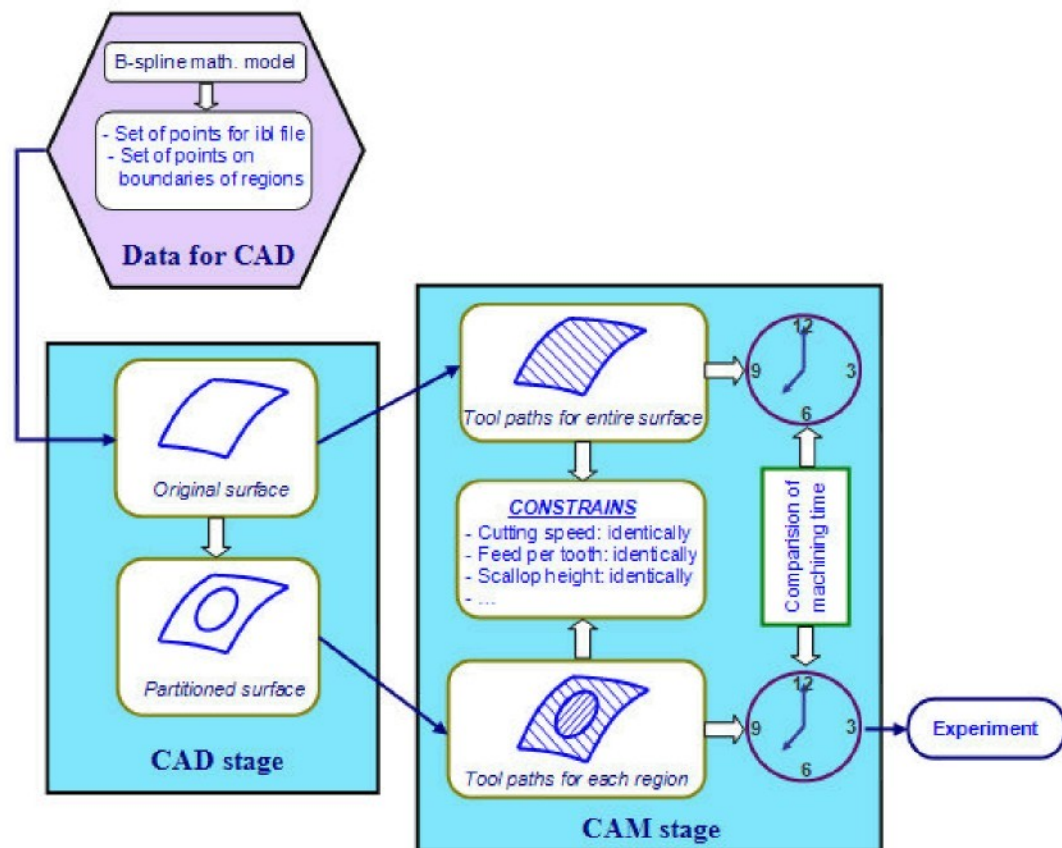 B-spline math. model
- Set of points for ibl file
- Set of points on
boundaries of regions
Data for CAD
Original surface
Partitioned surface
CAD stage
Tool paths for entire surface
12
9
3
6
CONSTRAINS
- Cutting speed: identically
- Feed per tooth: identically
- Scallop height: identically
- ...
Comparision of
machining time
Tool paths for each region
12
9
3
6
CAM stage
Experiment